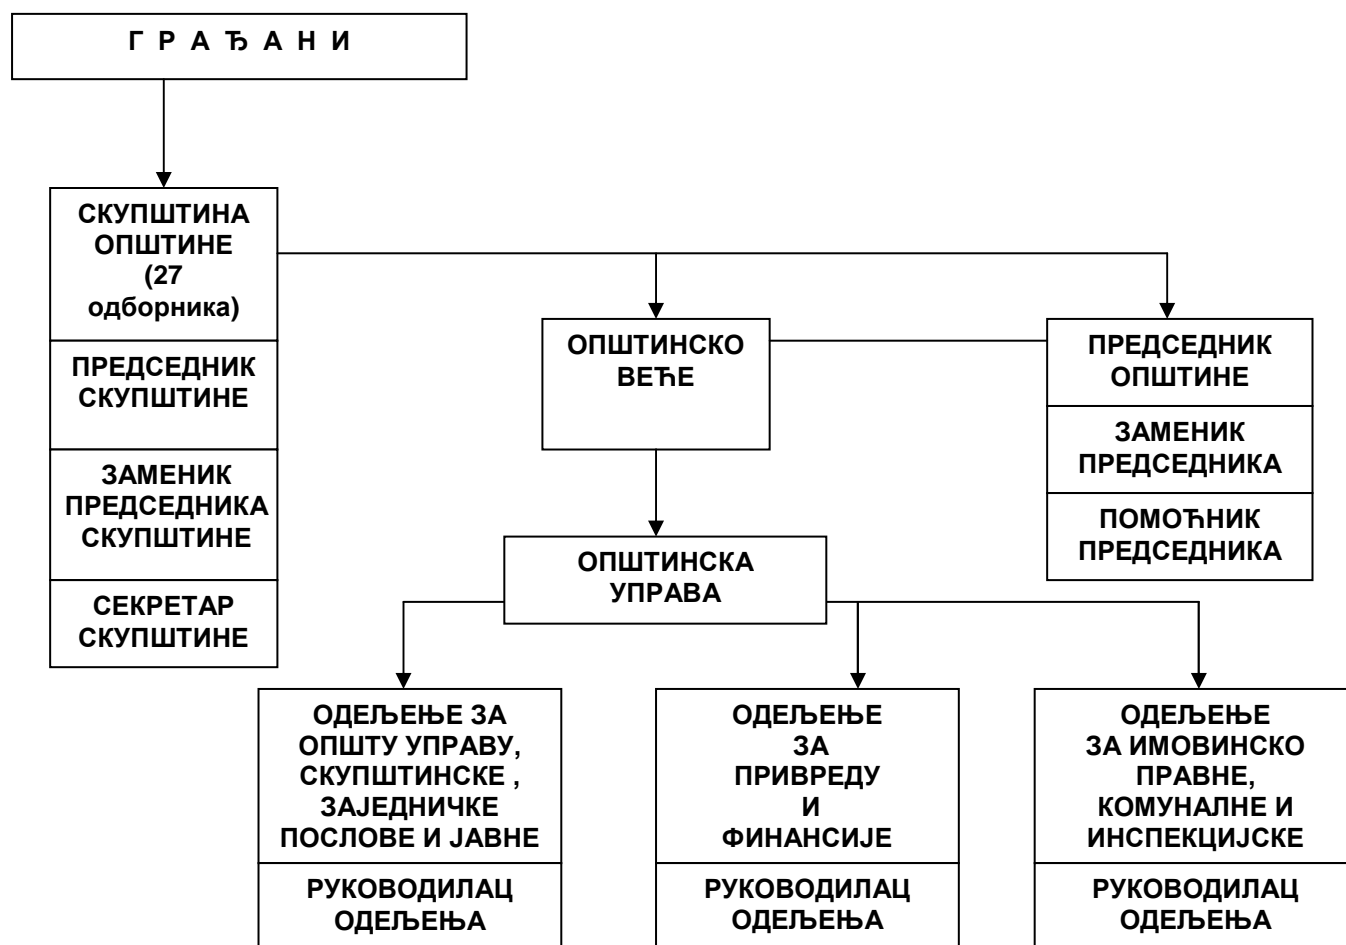 Г Р А Ђ А Н И
СКУПШТИНА
ОПШТИНЕ
(27
одборника)
ПРЕДСЕДНИК
СКУПШТИНЕ
ЗАМЕНИК
ПРЕДСЕДНИКА
СКУПШТИНЕ
СЕКРЕТАР
СКУПШТИНЕ
ОПШТИНСКО
ВЕЋЕ
ПРЕДСЕДНИК
ОПШТИНЕ
ЗАМЕНИК
ПРЕДСЕДНИКА
ПОМОЋНИК
ПРЕДСЕДНИКА
ОПШТИНСКА
УПРАВА
ОДЕЉЕЊЕ ЗА
ОПШТУ УПРАВУ,
СКУПШТИНСКЕ ,
ЗАЈЕДНИЧКЕ
ПОСЛОВЕ И ЈАВНЕ
РУКОВОДИЛАЦ
ОДЕЉЕЊА
ОДЕЉЕЊЕ
ЗА
ПРИВРЕДУ
И
ФИНАНСИЈЕ
РУКОВОДИЛАЦ
ОДЕЉЕЊА
ОДЕЉЕЊЕ
ЗА ИМОВИНСКО
ПРАВНЕ,
КОМУНАЛНЕ И
ИНСПЕКЦИЈСКЕ
РУКОВОДИЛАЦ
ОДЕЉЕЊА